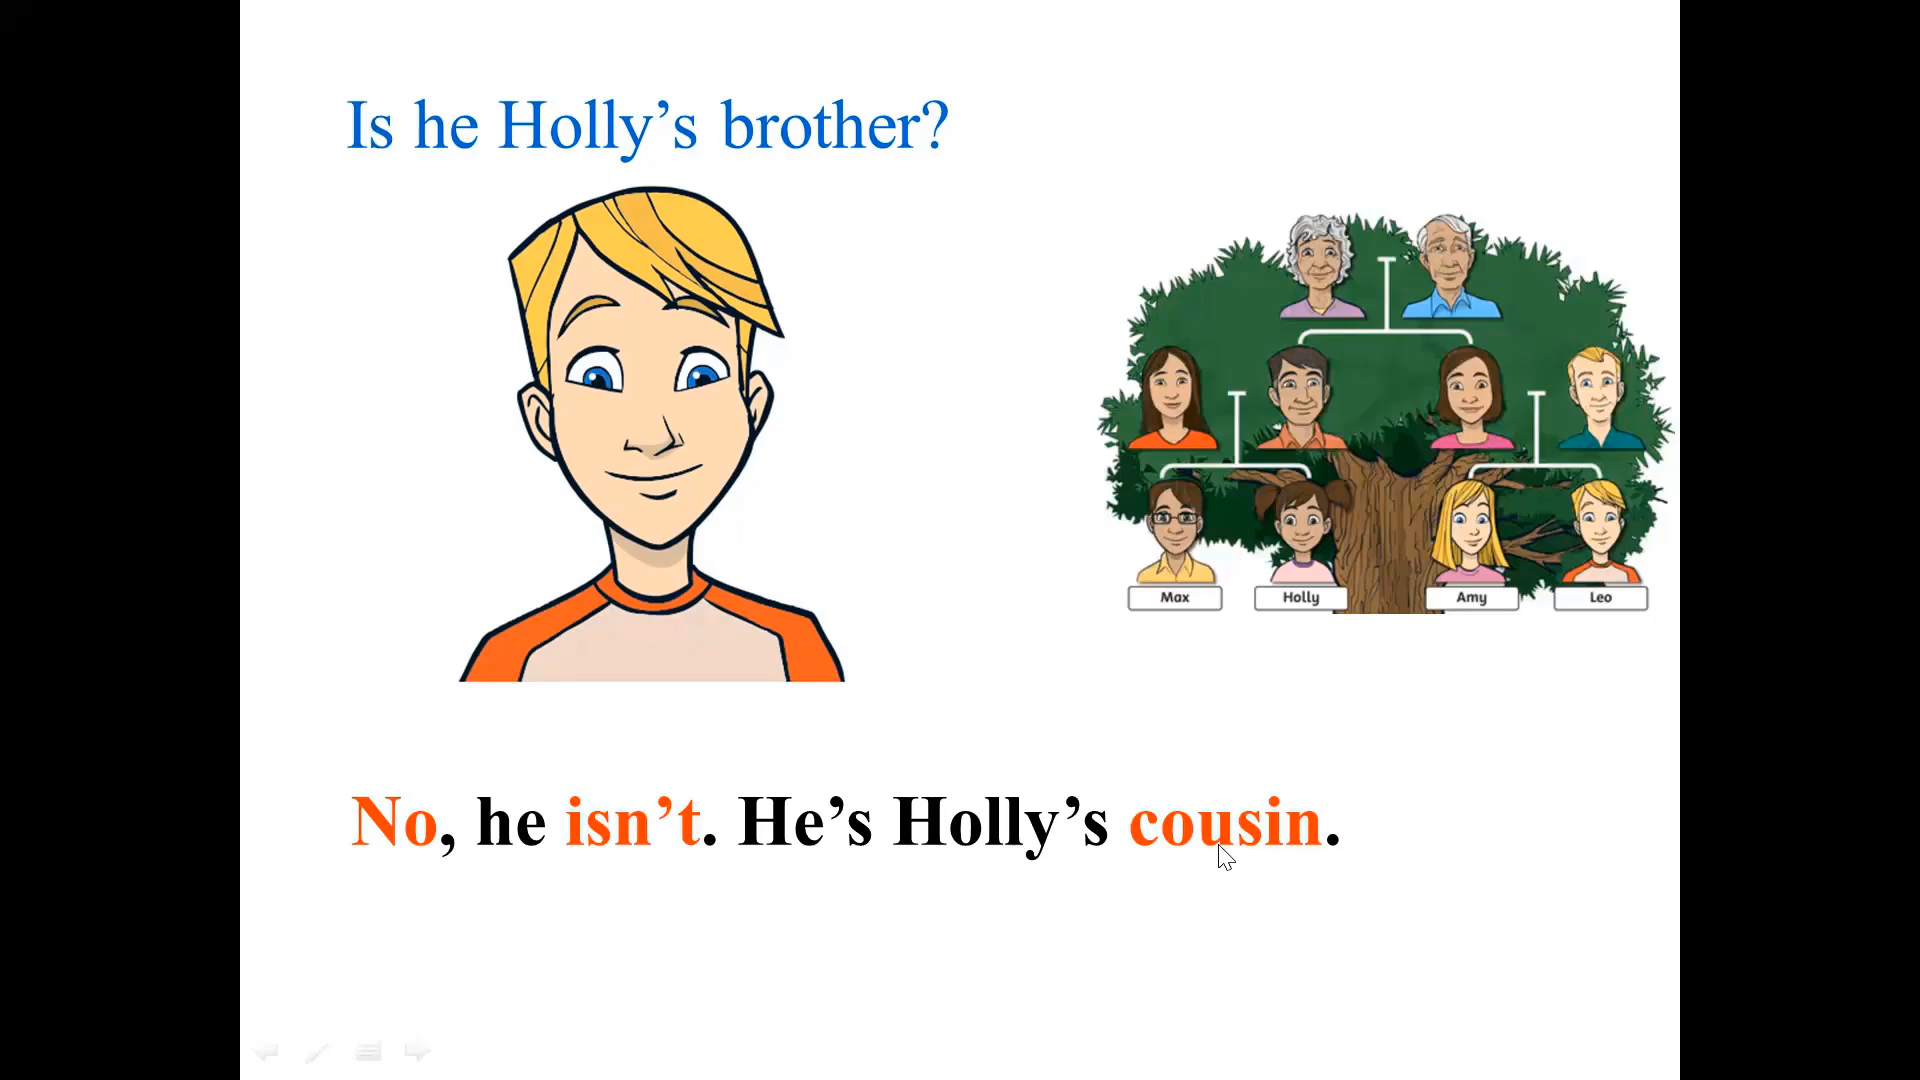 Is he Holly’s brother?
Max
Holly
Amy
Leo
No, he isn’t. He’s Holly’s cousin.